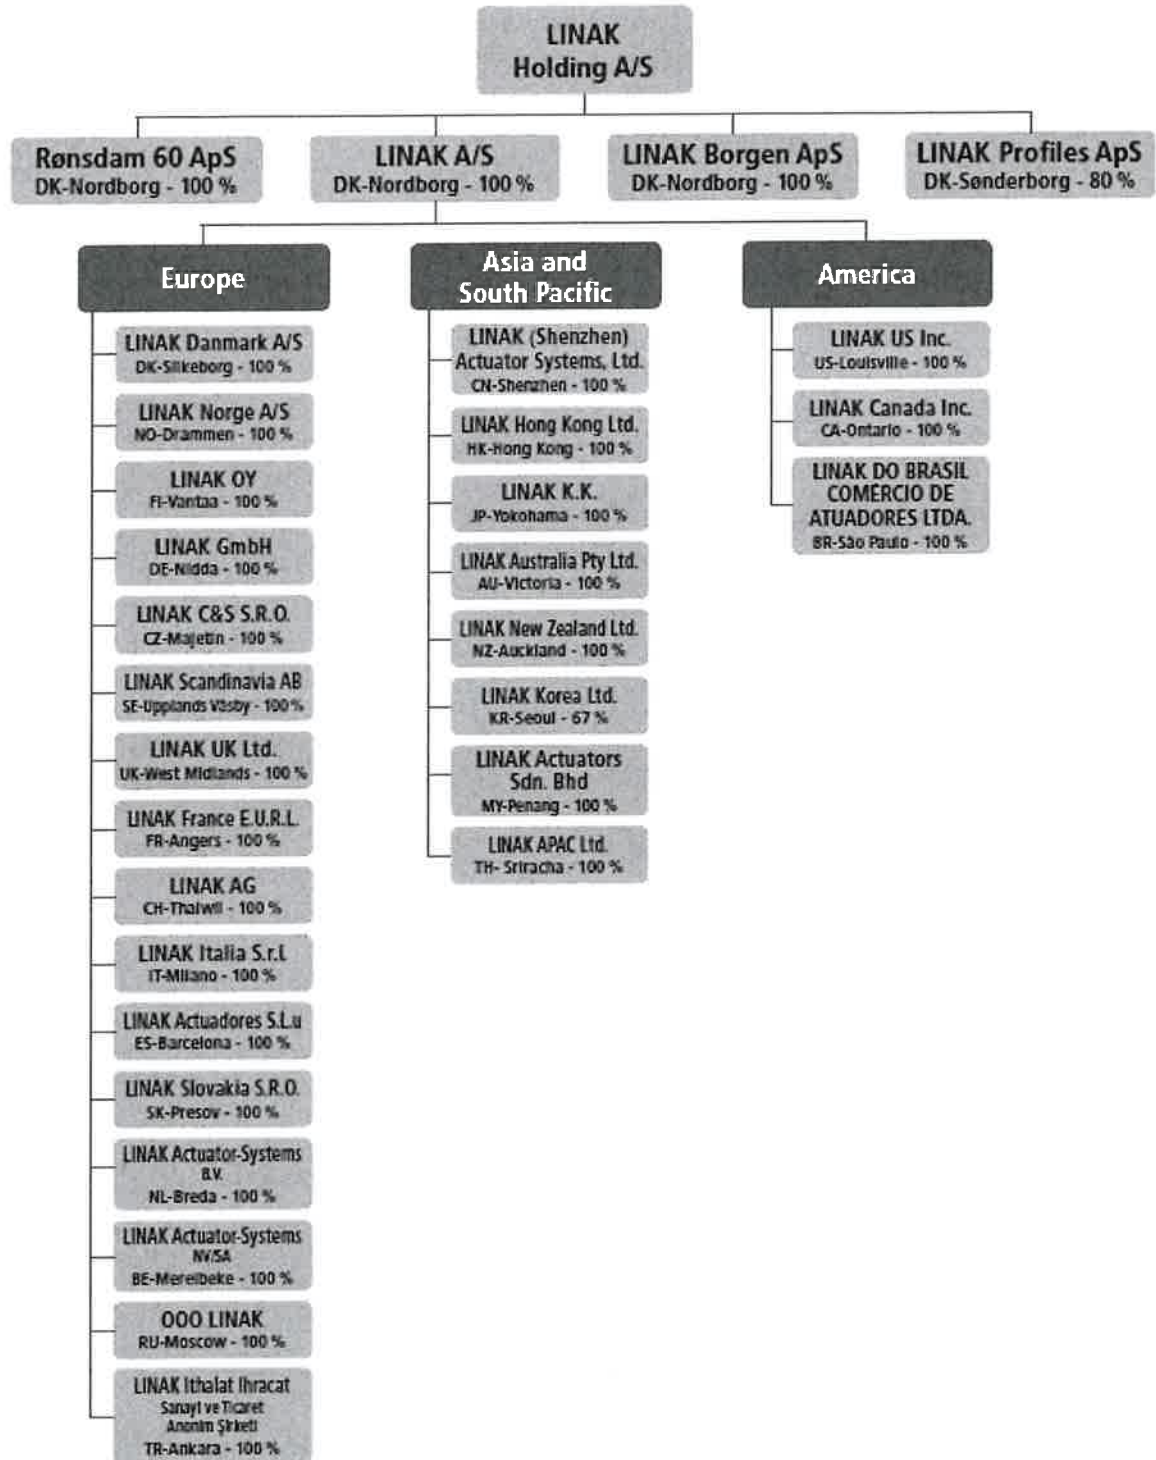 LINAK
Holding A/S
Rønsdam 60 ApS
DK-Nordborg - 100 %
LINAK A/S
DK-Nordborg - 100 %
LINAK Borgen ApS
DK-Nordborg - 100 %
LINAK Profiles ApS
DK-Sønderborg - 80 %
Europe
LINAK Danmark A/S
DK-Silkeborg - 100 %
LINAK Norge A/S
NO-Drammen - 100 %
LINAK OY
FI-Vantaa - 100 %
LINAK GmbH
DE-Nidda - 100 %
LINAK C&S S.R.O.
CZ-Majetin - 100 %
LINAK Scandinavia AB
SE-Upplands Väsby - 100 %
LINAK UK Ltd.
UK-West Midlands - 100 %
LINAK France E.U.R.L.
FR-Angers - 100 %
LINAK AG
CH-Thalwil - 100 %
LINAK Italia S.r.l
IT-Milano - 100 %
LINAK Actuadores S.L.u
ES-Barcelona - 100 %
LINAK Slovakia S.R.O.
SK-Presov - 100 %
LINAK Actuator-Systems
B.V.
NL-Breda - 100 %
LINAK Actuator-Systems
NV/SA
BE-Merelbeke - 100 %
OOO LINAK
RU-Moscow - 100 %
LINAK Ithalat Ihracat
Sanayi ve Ticaret
Anonim Şirketi
TR-Ankara - 100 %
Asia and
South Pacific
LINAK (Shenzhen)
Actuator Systems, Ltd.
CN-Shenzhen - 100 %
LINAK Hong Kong Ltd.
HK-Hong Kong - 100 %
LINAK K.K.
JP-Yokohama - 100 %
LINAK Australia Pty Ltd.
AU-Victoria - 100 %
LINAK New Zealand Ltd.
NZ-Auckland - 100 %
LINAK Korea Ltd.
KR-Seoul - 67 %
LINAK Actuators
Sdn. Bhd
MY-Penang - 100 %
LINAK APAC Ltd.
TH- Sriracha - 100 %
America
LINAK US Inc.
US-Louisville - 100 %
LINAK Canada Inc.
CA-Ontario - 100 %
LINAK DO BRASIL
COMÉRCIO DE
ATUADORES LTDA.
BR-São Paulo - 100 %